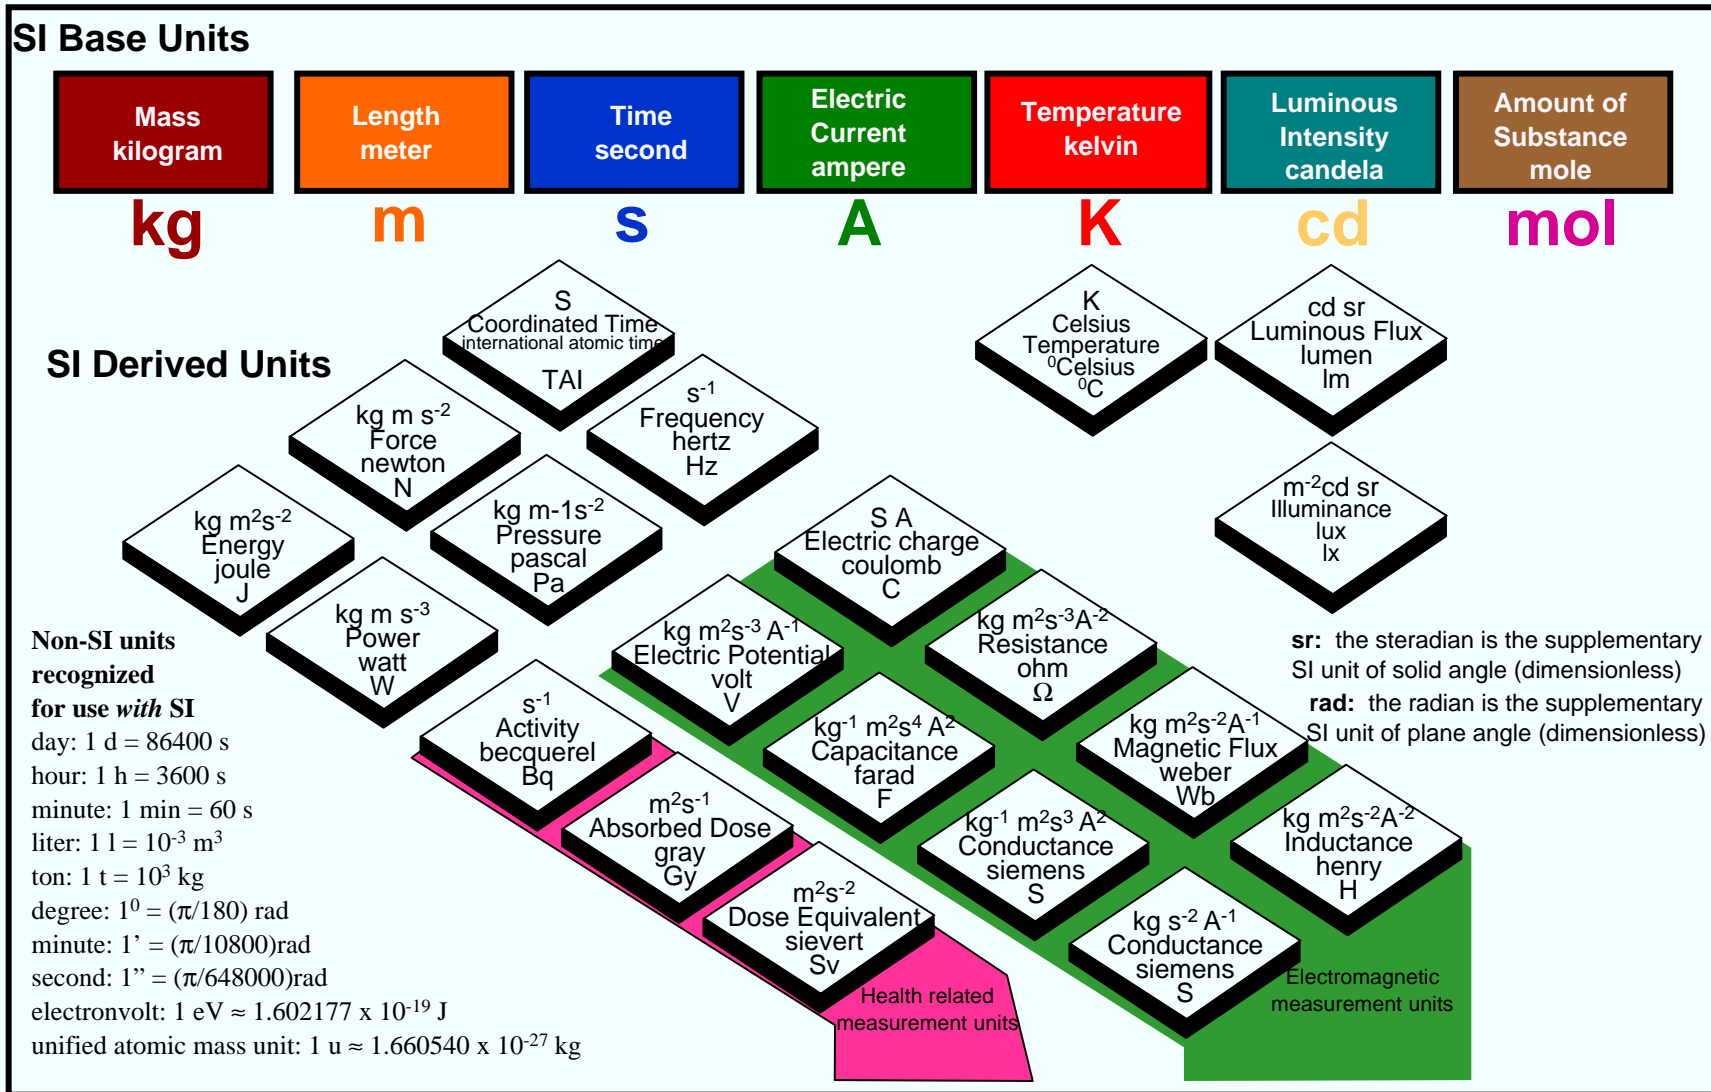 SI Base Units
Mass
kilogram
Length
meter
Time
second
Electric
Current
ampere
Temperature
kelvin
Luminous
Intensity
candela
Amount of
Substance
mole
kg
m
s
A
K
cd
mol
S
Coordinated Time
international atomic time
TAI
K
Celsius
Temperature
⁰Celsius
⁰C
cd sr
Luminous Flux
lumen
lm
SI Derived Units
s⁻¹
Frequency
hertz
Hz
kg m s⁻²
Force
newton
N
m⁻²cd sr
Illuminance
lux
lx
kg m²s⁻²
Energy
joule
J
kg m-1s⁻²
Pressure
pascal
Pa
S A
Electric charge
coulomb
C
kg m s⁻³
Power
watt
W
kg m²s⁻³ A⁻¹
Electric Potential
volt
V
kg m²s⁻³A⁻²
Resistance
ohm
Ω
sr: the steradian is the supplementary
SI unit of solid angle (dimensionless)
rad: the radian is the supplementary
SI unit of plane angle (dimensionless)
s⁻¹
Activity
becquerel
Bq
kg⁻¹ m²s⁴ A²
Capacitance
farad
F
kg m²s⁻²A⁻¹
Magnetic Flux
weber
Wb
m²s⁻¹
Absorbed Dose
gray
Gy
kg⁻¹ m²s³ A²
Conductance
siemens
S
kg m²s⁻²A⁻²
Inductance
henry
H
m²s⁻²
Dose Equivalent
sievert
Sv
kg s⁻² A⁻¹
Conductance
siemens
S
Health related
measurement units
Electromagnetic
measurement units
Non-SI units
recognized
for use with SI
day: 1 d = 86400 s
hour: 1 h = 3600 s
minute: 1 min = 60 s
liter: 1 l = 10⁻³ m³
ton: 1 t = 10³ kg
degree: 1⁰ = (π/180) rad
minute: 1’ = (π/10800)rad
second: 1” = (π/648000)rad
electronvolt: 1 eV ≈ 1.602177 x 10⁻¹⁹ J
unified atomic mass unit: 1 u ≈ 1.660540 x 10⁻²⁷ kg